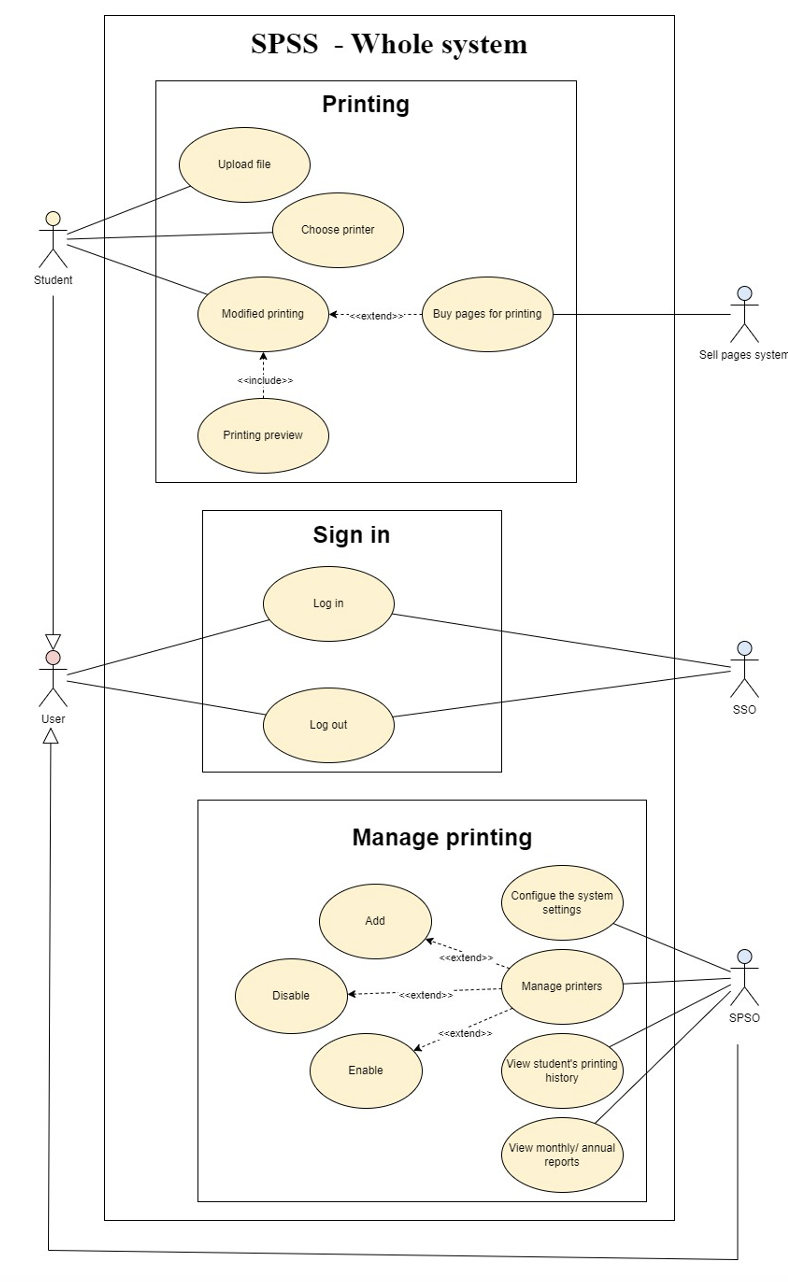 SPSS - Whole system
Printing
Upload file
Choose printer
Student
Modified printing
<<extend>>
Buy pages for printing
Sell pages system
<<include>>
Printing preview
Sign in
Log in
User
SSO
Log out
Manage printing
Configue the system
settings
Add
<<extend>>
Manage printers
Disable
<<extend>>
SPSO
<<extend>>
Enable
View student's printing
history
View monthly/ annual
reports